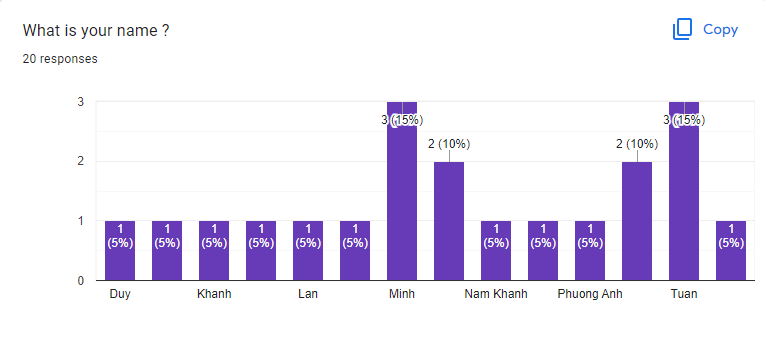 What is your name ?
Copy
20 responses
3
2
1
0
1
(5%)
1
(5%)
1
(5%)
1
(5%)
1
(5%)
1
(5%)
3 (15%)
2 (10%)
1
(5%)
1
(5%)
1
(5%)
2 (10%)
3 (15%)
1
(5%)
Duy
Khanh
Lan
Minh
Nam Khanh
Phuong Anh
Tuan